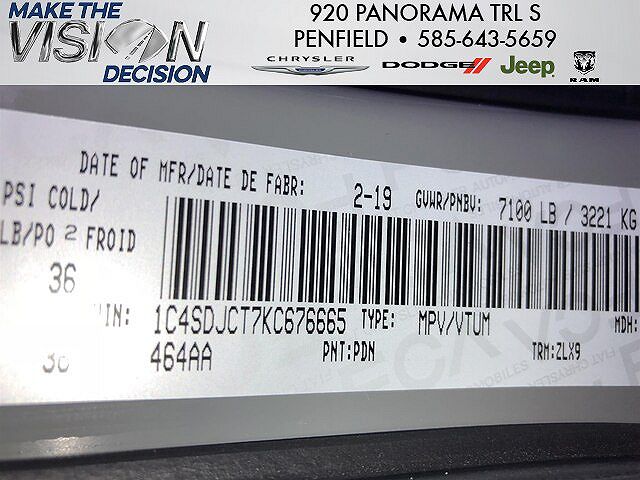 MAKE THE
VISION
DECISION
920 PANORAMA TRL S
PENFIELD • 585-643-5659
CHRYSLER DODGE Jeep RAM
DATE OF MFR/DATE DE FABR: 2-19 GVWR/PNBV: 7100 LB / 3221 KG
PSI COLD/
LB/PO 2 FROID
36
VIN: 1C4SDJCT7KC676665 TYPE: MPV/VTUM MDH:
36 464AA PNT:PDN TRM:ZLX9